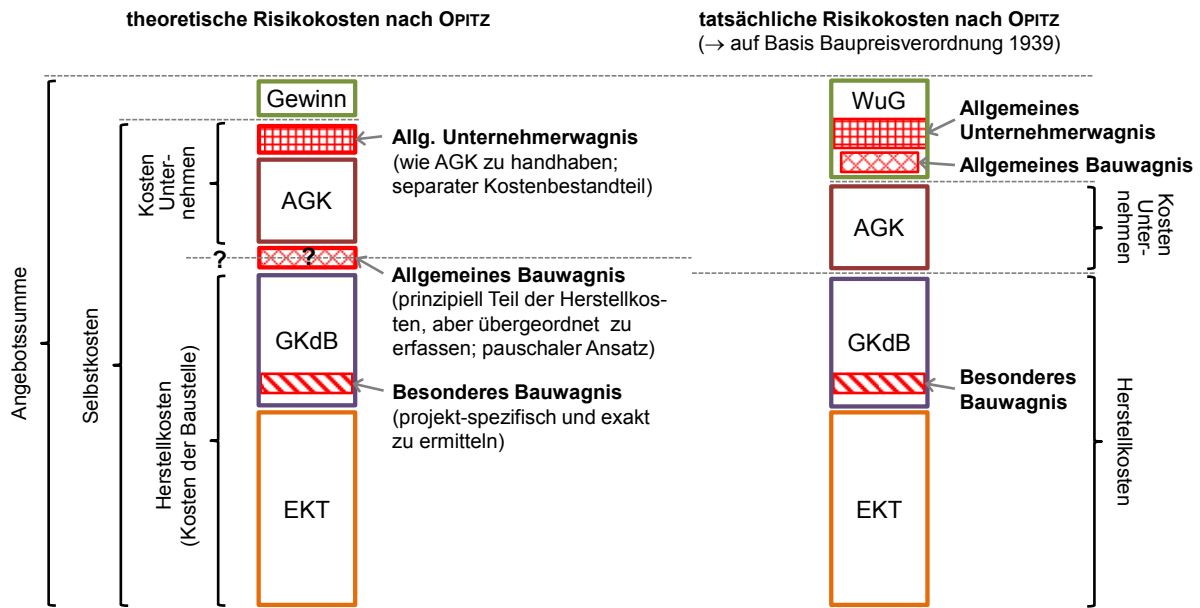 theoretische Risikokosten nach OPITZ
Gewinn
Allg. Unternehmerwagnis
(wie AGK zu handhaben;
separater Kostenbestandteil)
AGK
?
?
Allgemeines Bauwagnis
(prinzipiell Teil der Herstellkos-
ten, aber übergeordnet zu
erfassen; pauschaler Ansatz)
GKdB
Besonderes Bauwagnis
(projekt-spezifisch und exakt
zu ermitteln)
EKT
Angebotssumme
Selbstkosten
Kosten
Unter-
nehmen
Herstellkosten
(Kosten der Baustelle)
tatsächliche Risikokosten nach OPITZ
(→ auf Basis Baupreisverordnung 1939)
WuG
Allgemeines
Unternehmerwagnis
Allgemeines Bauwagnis
AGK
Kosten
Unter-
nehmen
GKdB
Besonderes
Bauwagnis
EKT
Herstellkosten